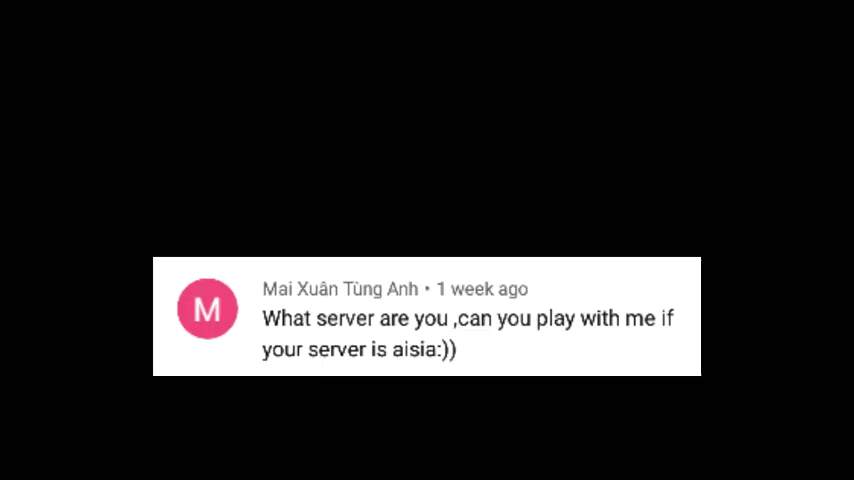 M
Mai Xuân Tùng Anh • 1 week ago
What server are you ,can you play with me if
your server is aisia:))